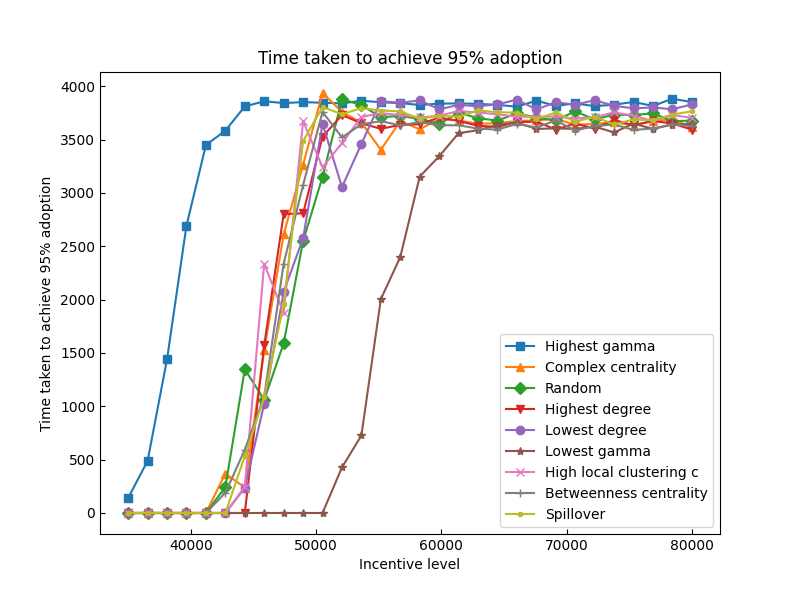 Time taken to achieve 95% adoption
Time taken to achieve 95% adoption
4000
3500
3000
2500
2000
1500
1000
500
0
40000 50000 60000 70000 80000
Incentive level
Highest gamma
Complex centrality
Random
Highest degree
Lowest degree
Lowest gamma
High local clustering c
Betweenness centrality
Spillover